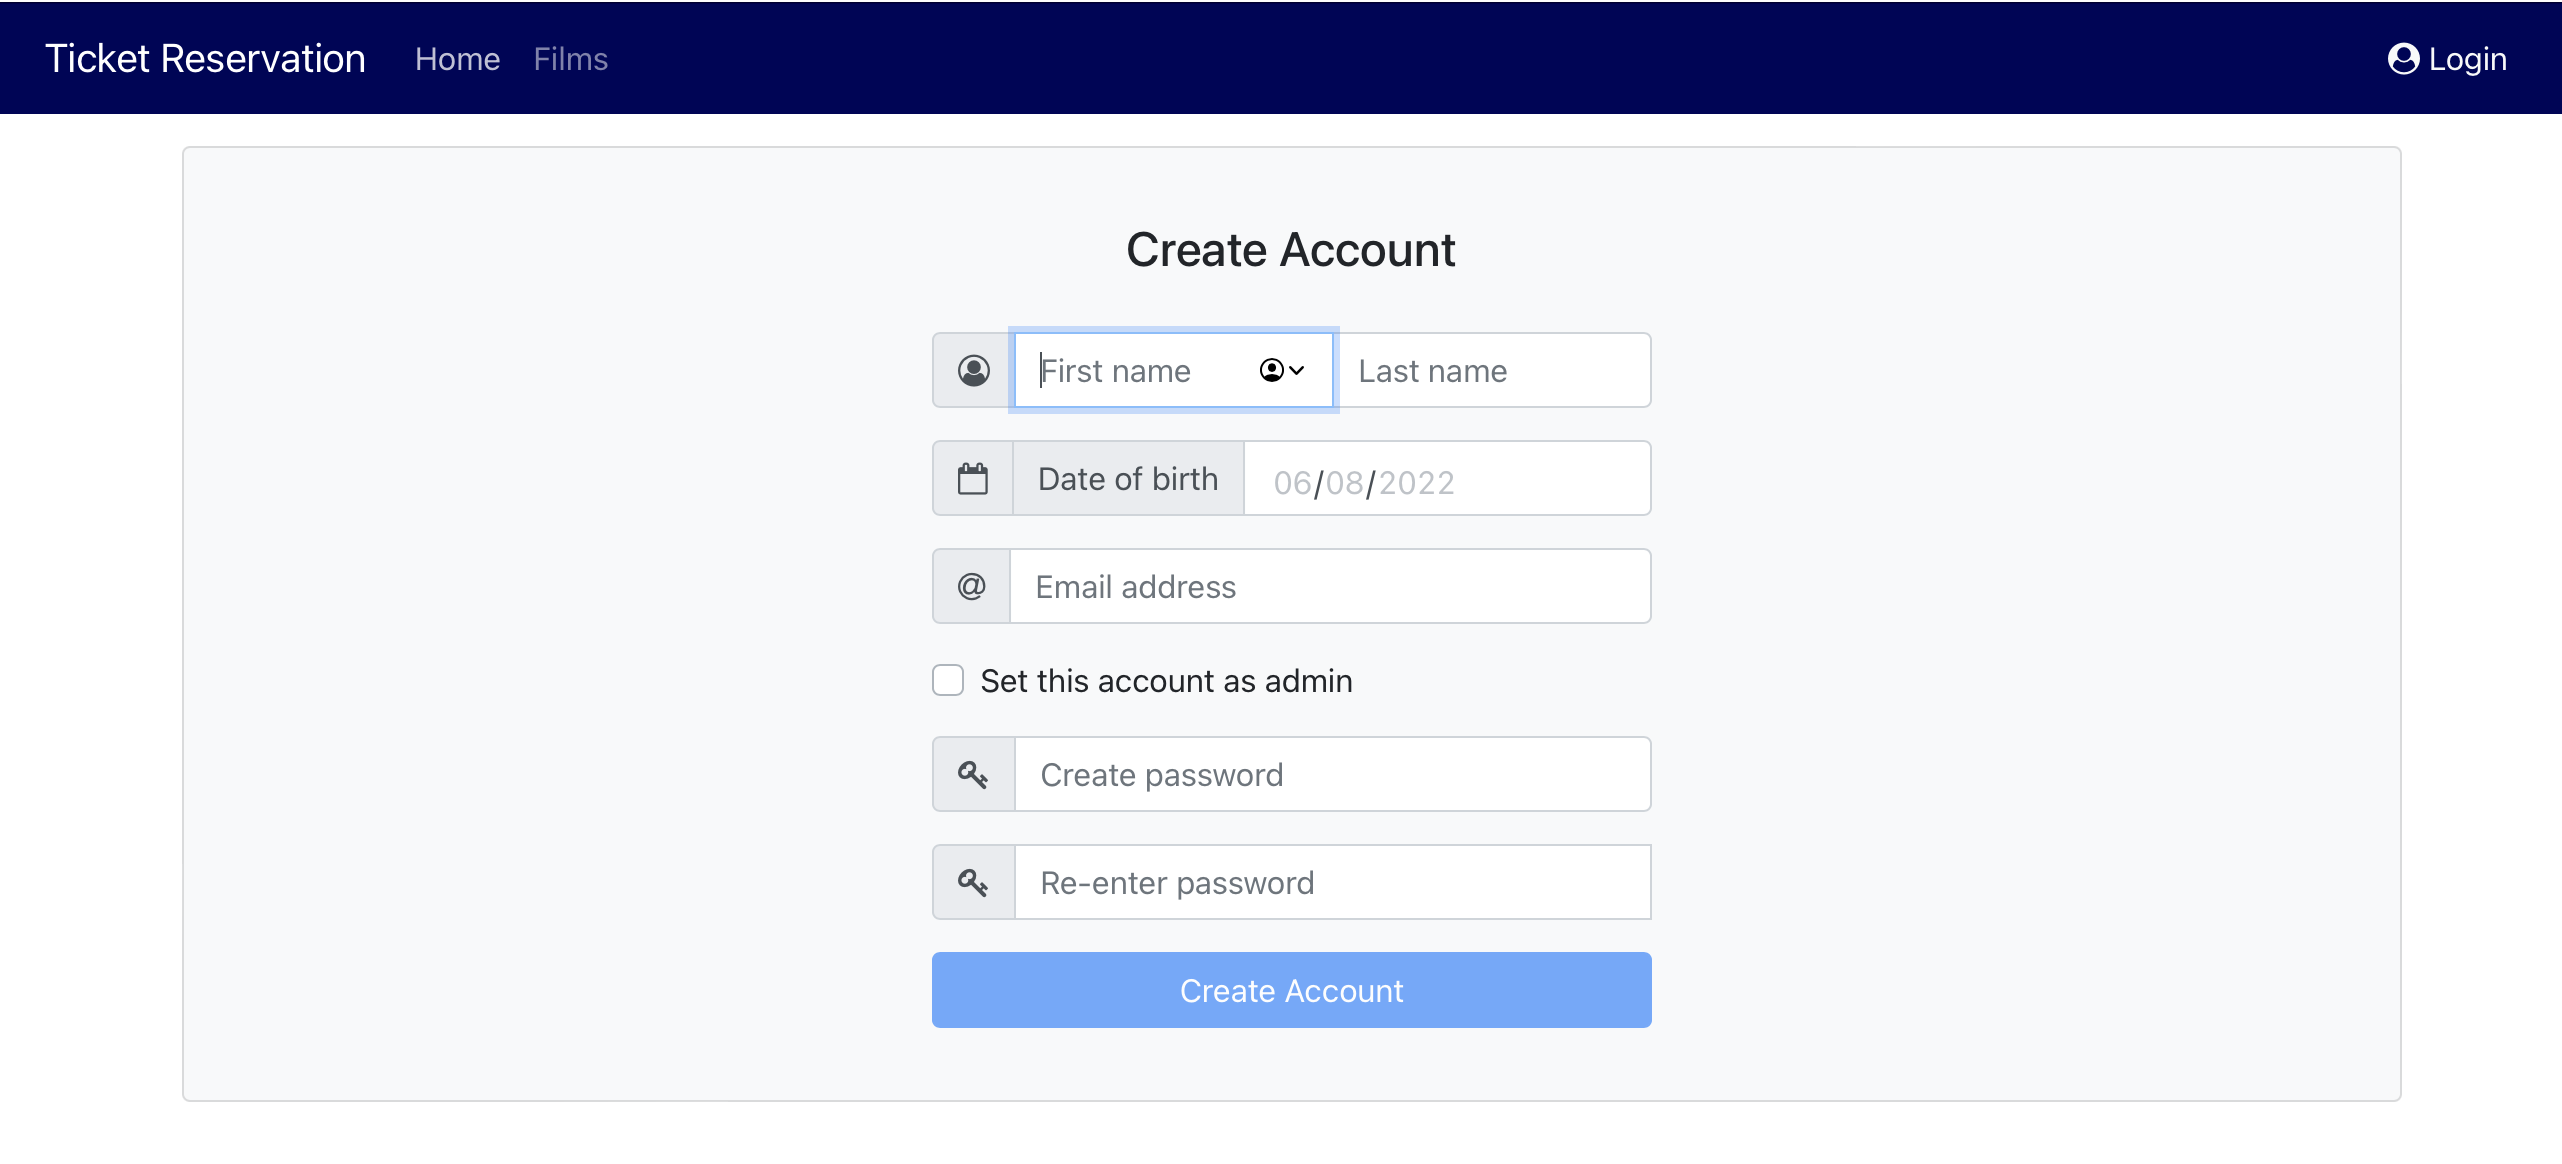 Ticket Reservation Home Films Login
Create Account
First name Last name
Date of birth 06/08/2022
@ Email address
Set this account as admin
Create password
Re-enter password
Create Account